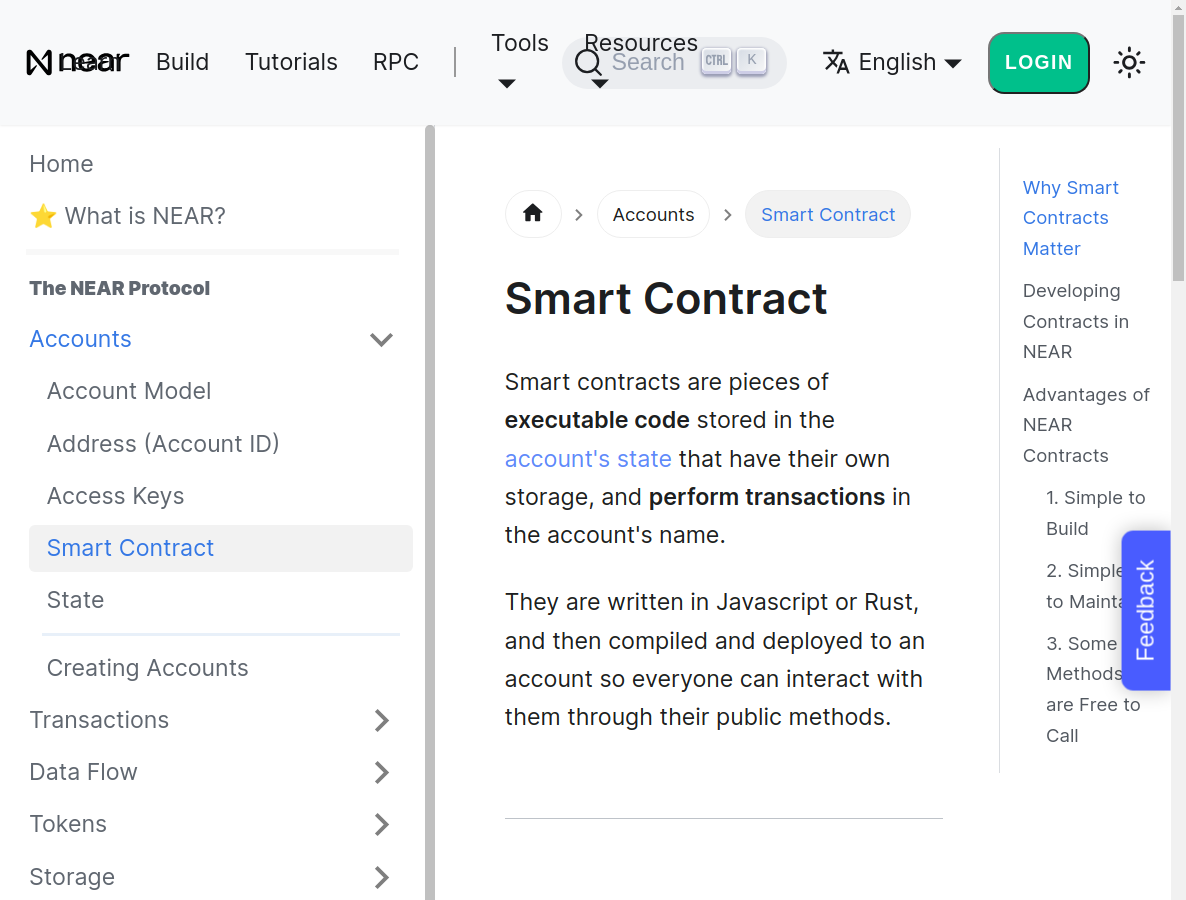 near
Learn
Build
Tutorials
RPC
Tools
Resources
Search
CTRL
K
English
LOGIN
Home
⭐ What is NEAR?
The NEAR Protocol
Accounts
Account Model
Address (Account ID)
Access Keys
Smart Contract
State
Creating Accounts
Transactions
Data Flow
Tokens
Storage
Accounts
Smart Contract
Smart Contract
Smart contracts are pieces of
executable code stored in the
account's state that have their own
storage, and perform transactions in
the account's name.
They are written in Javascript or Rust,
and then compiled and deployed to an
account so everyone can interact with
them through their public methods.
Why Smart
Contracts
Matter
Developing
Contracts in
NEAR
Advantages of
NEAR
Contracts
1. Simple to
Build
2. Simple
to
3. Some
Methods
are Free to
Call
Feedback